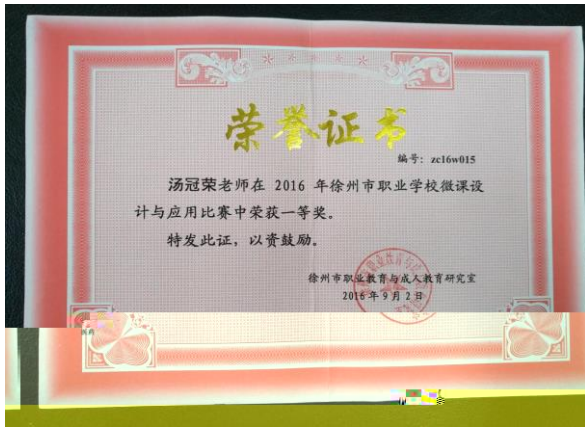 荣誉证书
编号：zc16w015
汤冠荣老师在 2016 年徐州市职业学校微课设
计与应用比赛中荣获一等奖。
特发此证，以资鼓励。
徐州市职业教育与成人教育研究室
2016年9月2日